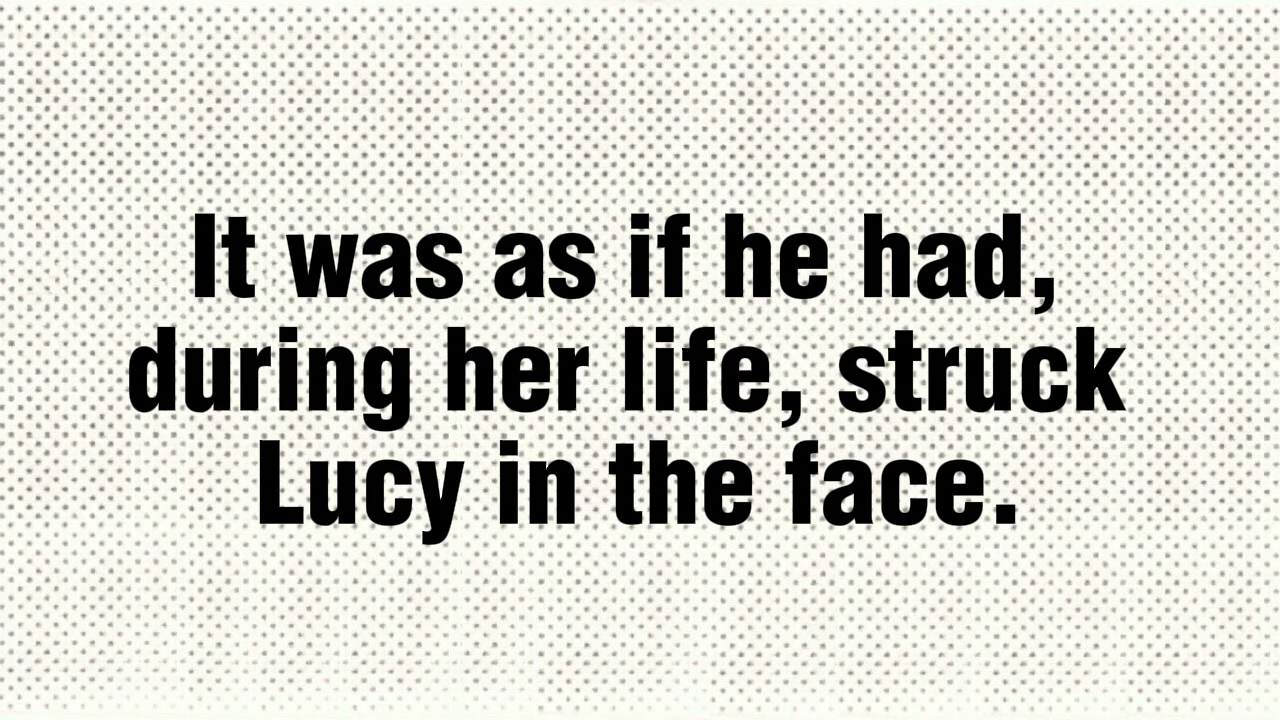 It was as if he had,
during her life, struck
Lucy in the face.